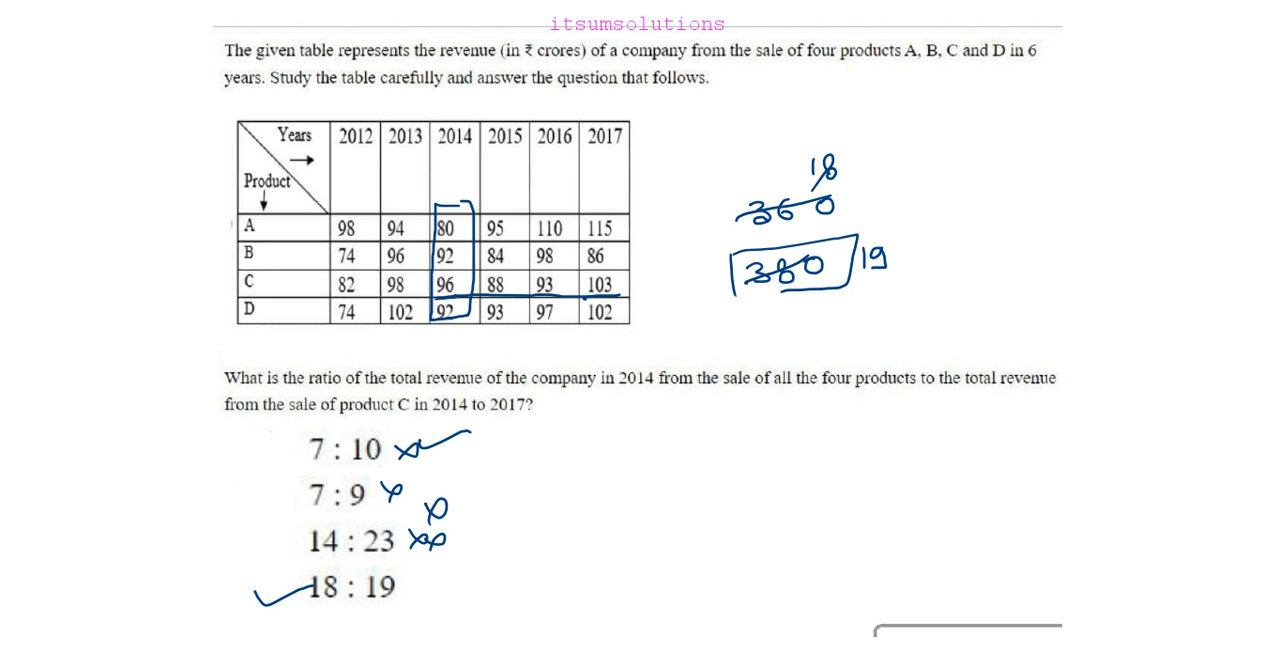 itsumsolutions
The given table represents the revenue (in ₹ crores) of a company from the sale of four products A, B, C and D in 6
years. Study the table carefully and answer the question that follows.
Years 2012 2013 2014 2015 2016 2017
Product
A 98 94 80 95 110 115
B 74 96 92 84 98 86
C 82 98 96 88 93 103
D 74 102 92 93 97 102
18
360
380 19
What is the ratio of the total revenue of the company in 2014 from the sale of all the four products to the total revenue
from the sale of product C in 2014 to 2017?
7 : 10
7 : 9
14 : 23
18 : 19